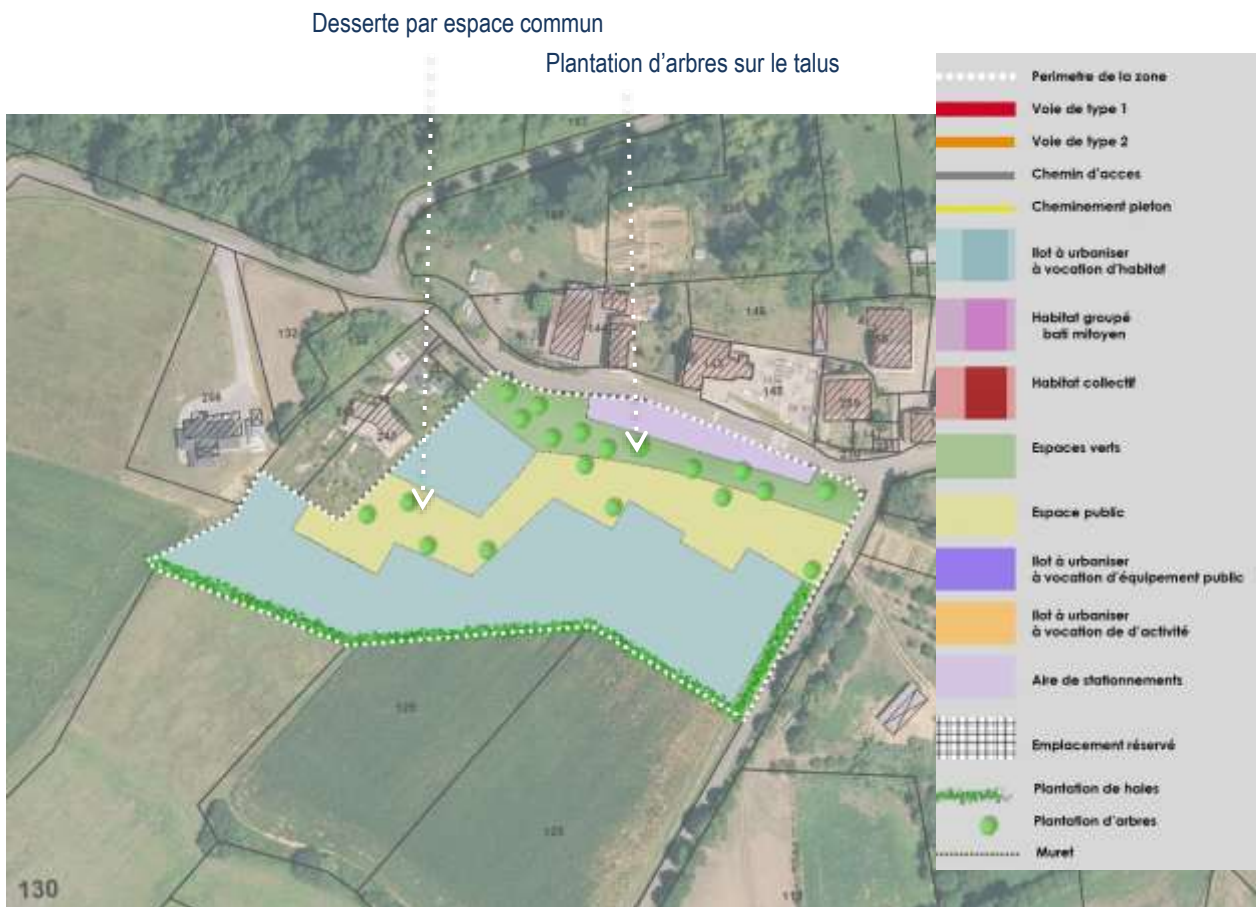 Desserte par espace commun
Plantation d'arbres sur le talus
Perimetre de la zone
Voie de type 1
Voie de type 2
Chemin d'acces
Cheminement pieton
Ilot à urbaniser
à vocation d'habitat
Habitat groupé
bati mitoyen
Habitat collectif
Espaces verts
Espace public
Ilot à urbaniser
à vocation d'équipement public
Ilot à urbaniser
à vocation de d'activité
Aire de stationnements
Emplacement réservé
Plantation de haies
Plantation d'arbres
Muret
132
146
130